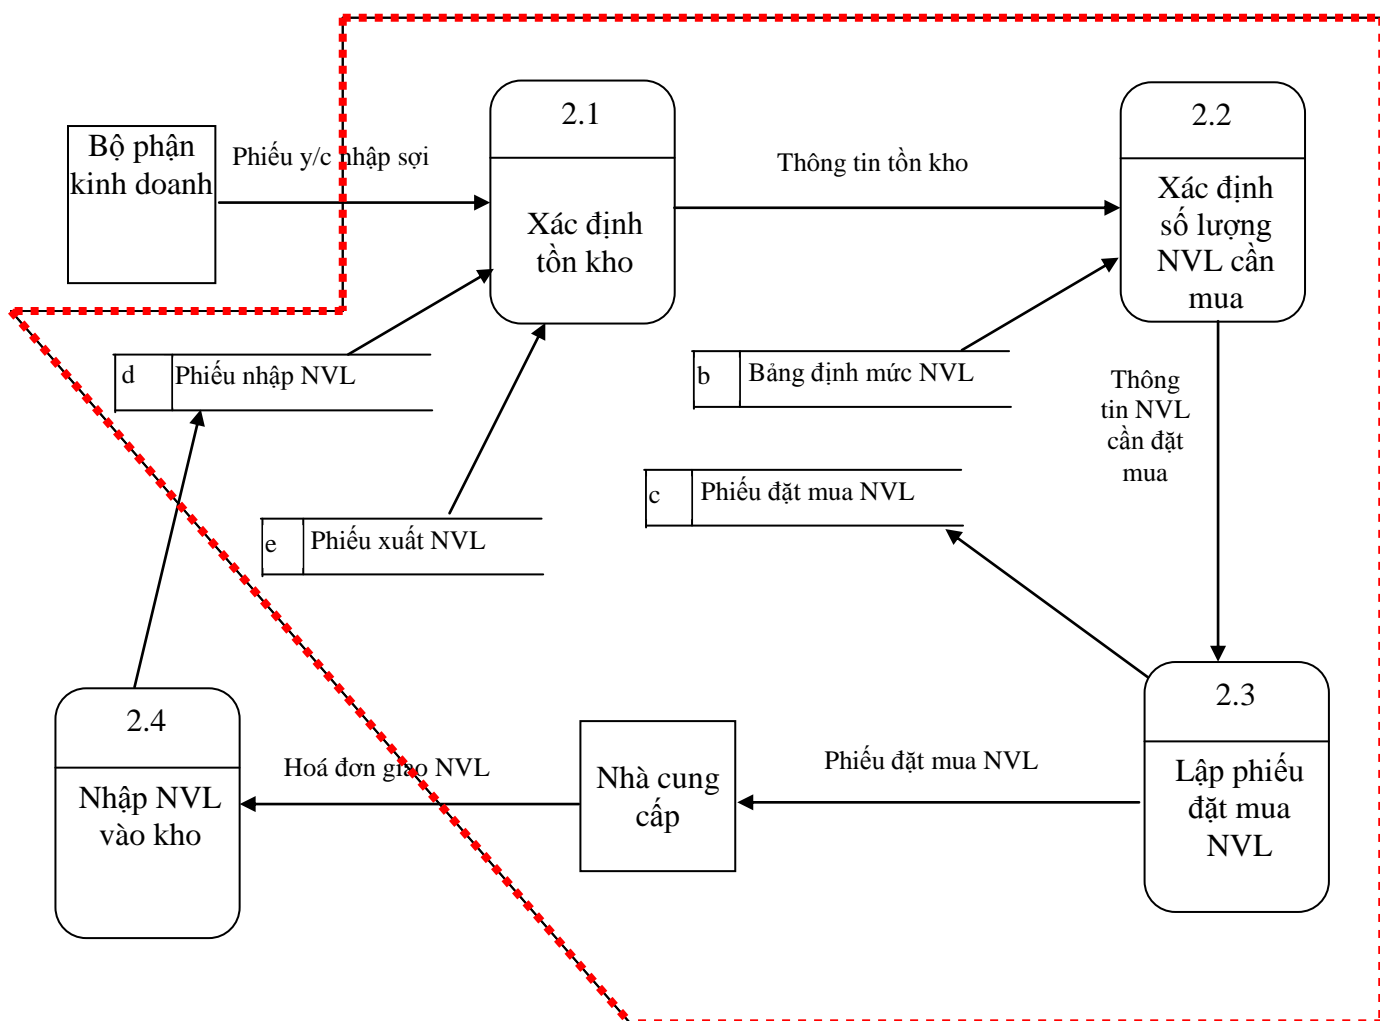 2.1
2.2
Bộ phận
kinh doanh
Phiếu y/c nhập sợi
Thông tin tồn kho
Xác định
tồn kho
Xác định
số lượng
NVL cần
mua
d
Phiếu nhập NVL
b
Bảng định mức NVL
Thông
tin NVL
cần đặt
mua
c
Phiếu đặt mua NVL
e
Phiếu xuất NVL
2.4
2.3
Hoá đơn giao NVL
Phiếu đặt mua NVL
Nhập NVL
vào kho
Nhà cung
cấp
Lập phiếu
đặt mua
NVL